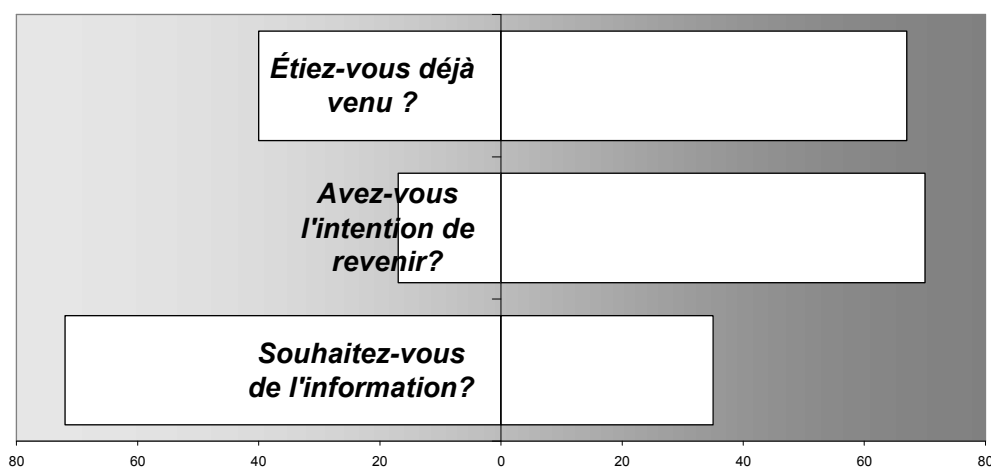 Étiez-vous déjà
venu ?
Avez-vous
l'intention de
revenir?
Souhaitez-vous
de l'information?
80 60 40 20 0 20 40 60 80